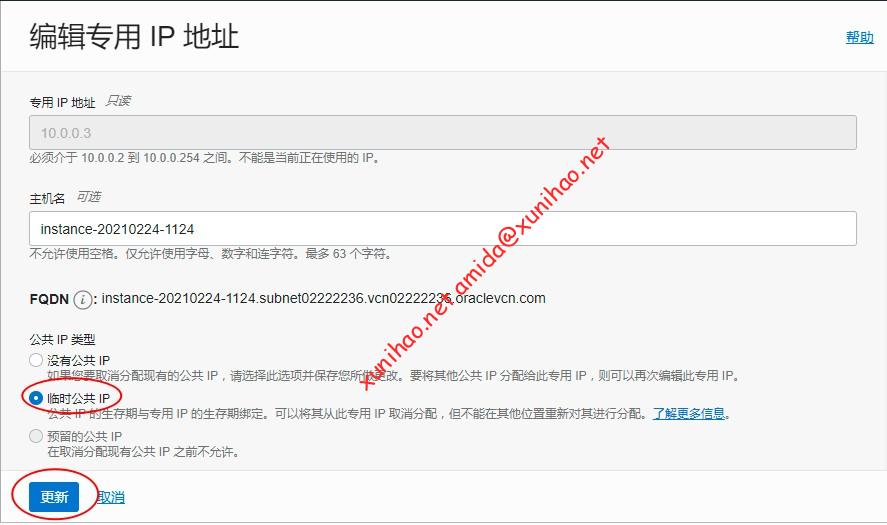 编辑专用 IP 地址
帮助
专用 IP 地址 只读
10.0.0.3
必须介于 10.0.0.2 到 10.0.0.254 之间。不能是当前正在使用的 IP。
主机名 可选
instance-20210224-1124
不允许使用空格。仅允许使用字母、数字和连字符。最多 63 个字符。
FQDN i : instance-20210224-1124.subnet02222236.vcn02222236.oraclevcn.com
公共 IP 类型
没有公共 IP
如果您要取消分配现有的公共 IP，请选择此选项并保存您所做更改。要将其他公共 IP 分配给此专用 IP，则可以再次编辑此专用 IP。
临时公共 IP
公共 IP 的生存期与专用 IP 的生存期绑定。可以将其从此专用 IP 取消分配，但不能在其他位置重新对其进行分配。了解更多信息。
预留的公共 IP
在取消分配现有公共 IP 之前不允许。
更新 取消
xunihao.net amida@xunihao.net